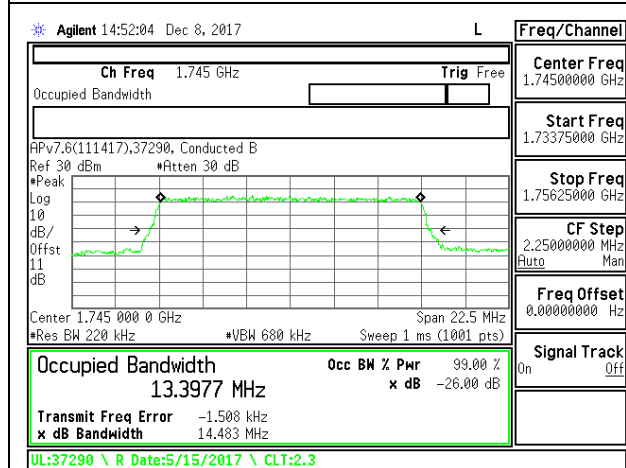 Agilent 14:52:04 Dec 8, 2017 L
Freq/Channel
Ch Freq 1.745 GHz Trig Free
Occupied Bandwidth
Center Freq
1.74500000 GHz
Start Freq
1.73375000 GHz
Stop Freq
1.75625000 GHz
CF Step
2.25000000 MHz
Auto Man
Freq Offset
0.00000000 Hz
Signal Track
On Off
APv7.6(111417),37290, Conducted B
Ref 30 dBm #Atten 30 dB
#Peak
Log
10
dB/
Offst
11
dB
Center 1.745 000 0 GHz Span 22.5 MHz
#Res BW 220 kHz #VBW 680 kHz Sweep 1 ms (1001 pts)
Occupied Bandwidth Occ BW % Pwr 99.00 %
13.3977 MHz x dB -26.00 dB
Transmit Freq Error -1.508 kHz
x dB Bandwidth 14.483 MHz
UL:37290 \ R Date:5/15/2017 \ CLT:2.3